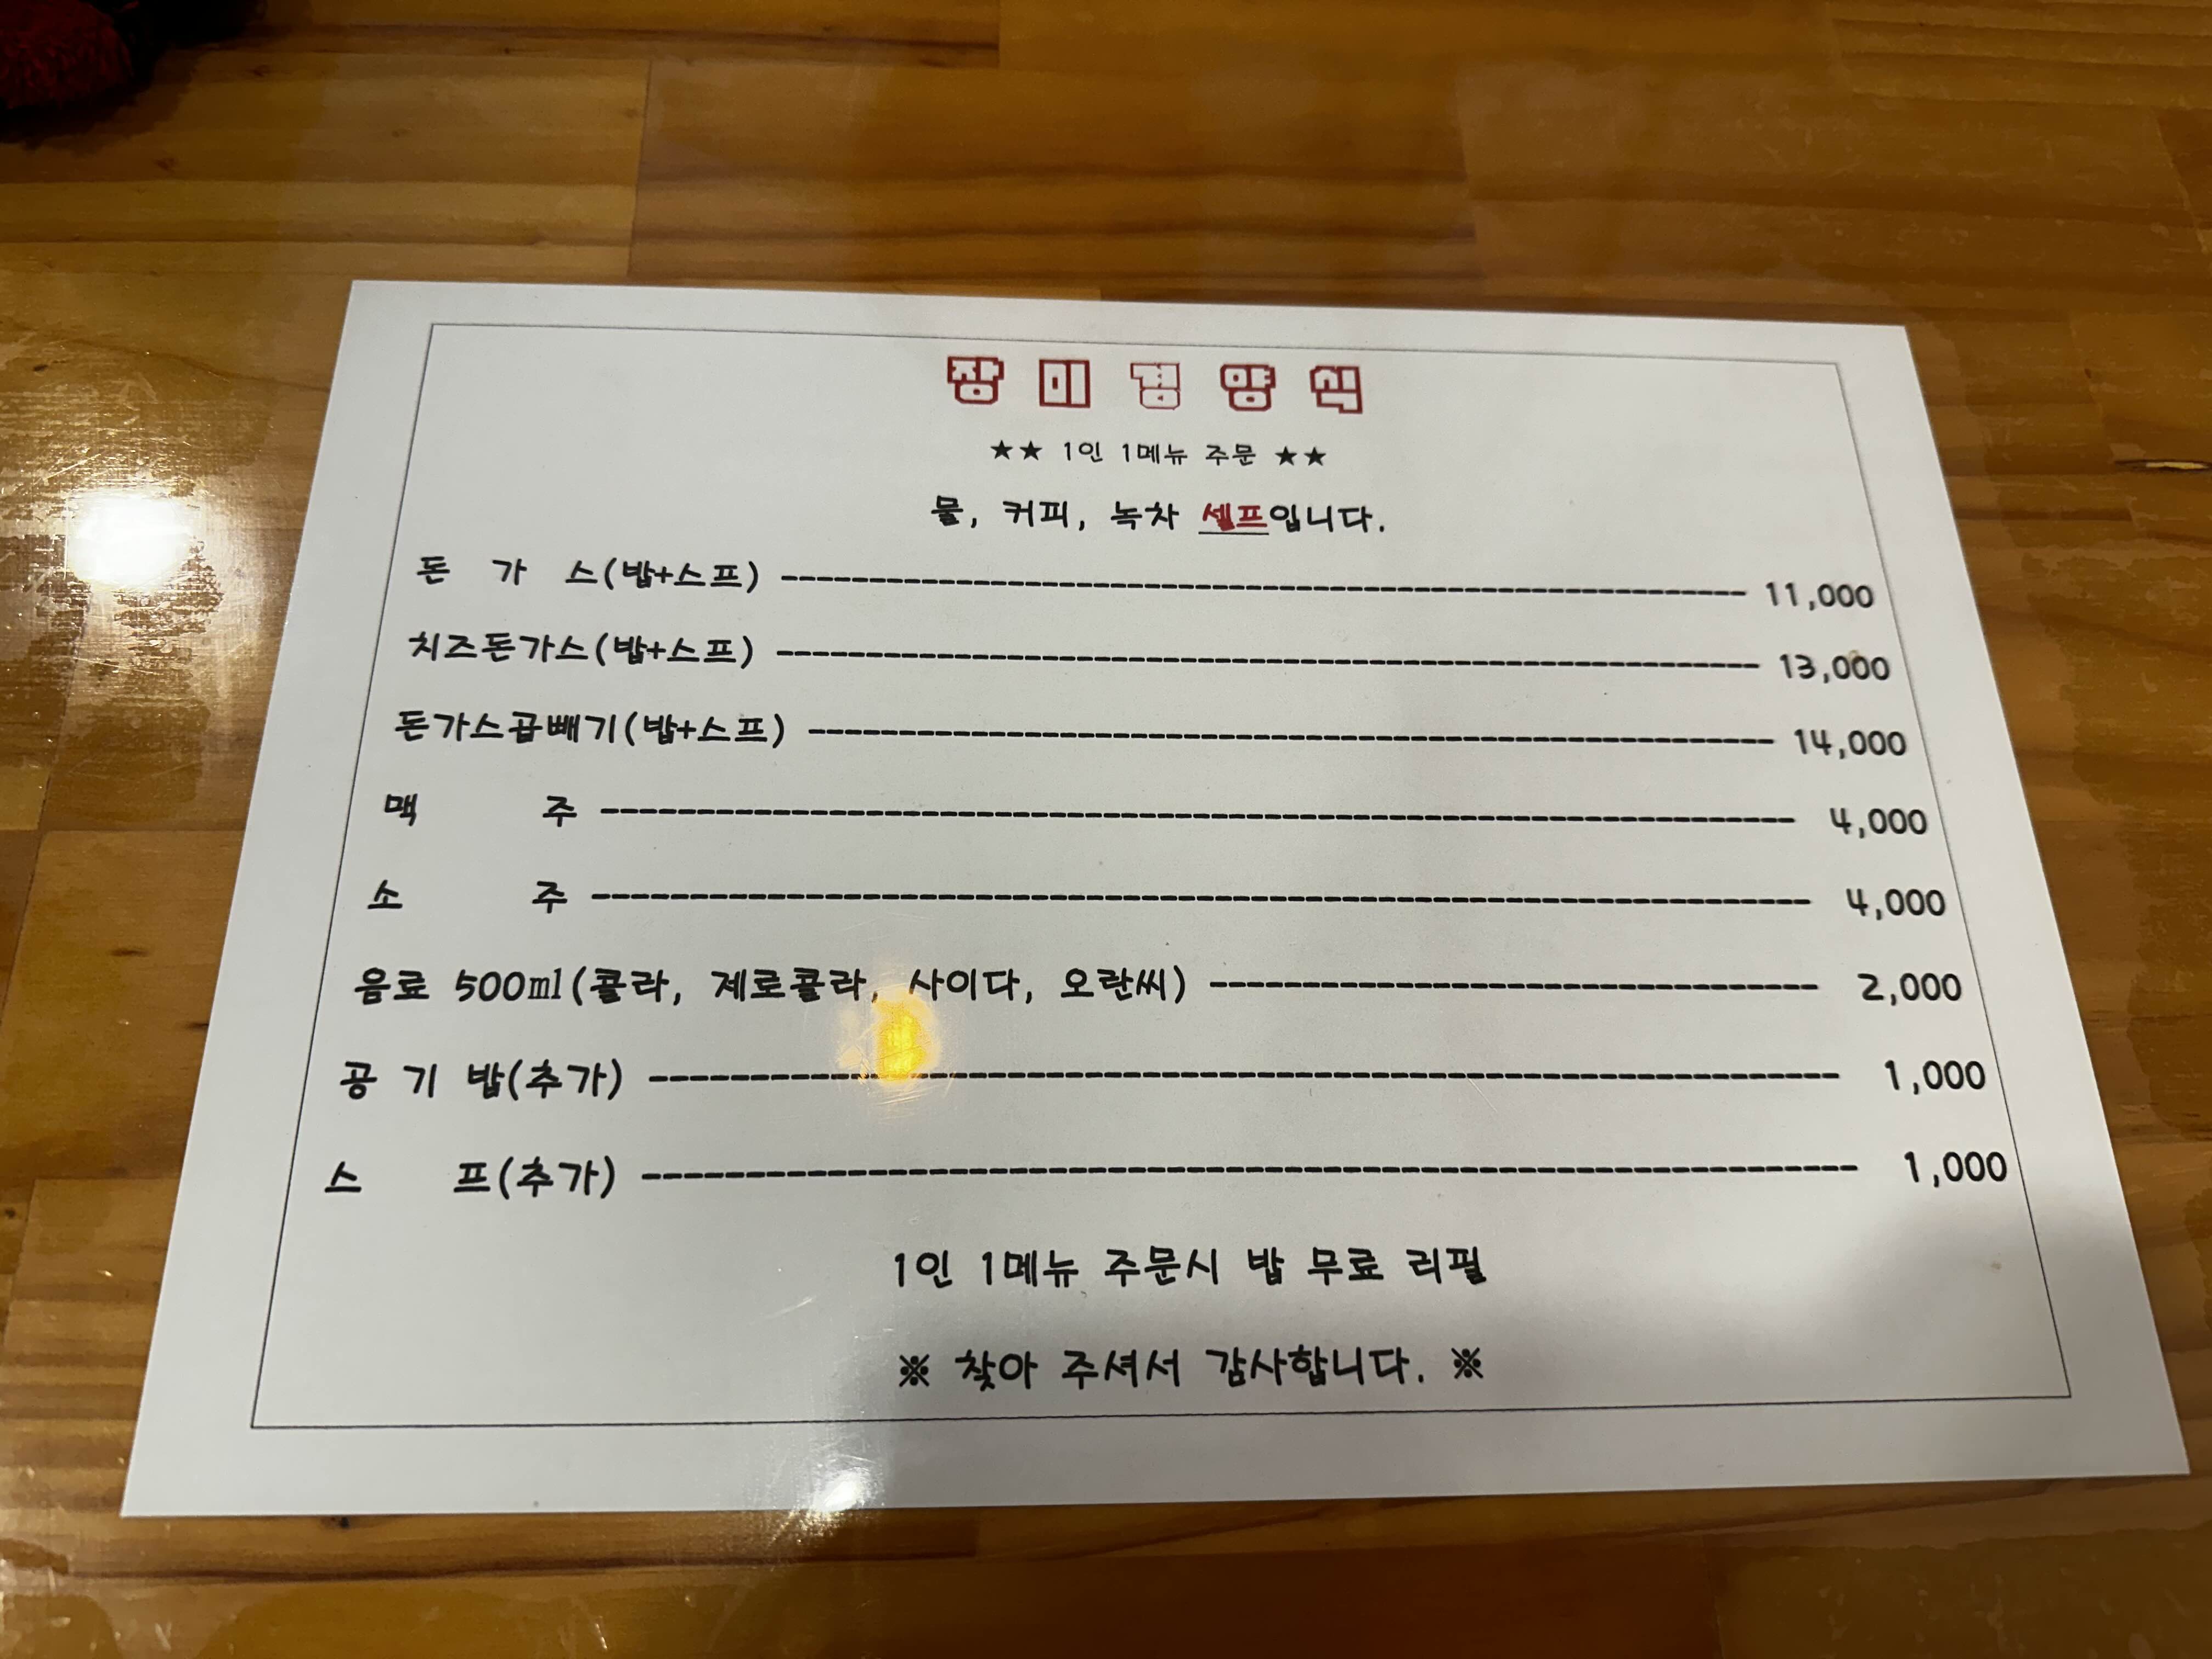 장미경양식
★★ 1인 1메뉴 주문 ★★
물, 커피, 녹차 셀프입니다.
돈 가 스(밥+스프) ---------- 11,000
치즈돈가스(밥+스프) ---------- 13,000
돈가스곱빼기(밥+스프) ---------- 14,000
맥 주 ---------- 4,000
소 주 ---------- 4,000
음료 500ml(콜라, 제로콜라, 사이다, 오란씨) ---------- 2,000
공 기 밥(추가) ---------- 1,000
스 프(추가) ---------- 1,000
1인 1메뉴 주문시 밥 무료 리필
※ 찾아 주셔서 감사합니다. ※